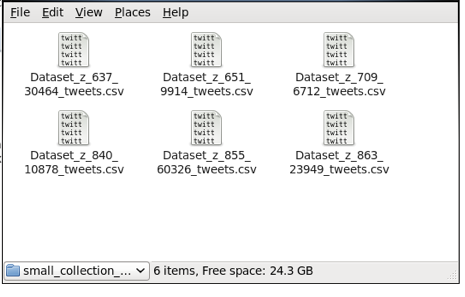 File Edit View Places Help
twitt twitt twitt
twitt twitt twitt
twitt twitt twitt
twitt twitt twitt
Dataset_z_637_ Dataset_z_651_ Dataset_z_709_
30464_tweets.csv 9914_tweets.csv 6712_tweets.csv
twitt twitt twitt
twitt twitt twitt
twitt twitt twitt
twitt twitt twitt
Dataset_z_840_ Dataset_z_855_ Dataset_z_863_
10878_tweets.csv 60326_tweets.csv 23949_tweets.csv
small_collection_... 6 items, Free space: 24.3 GB